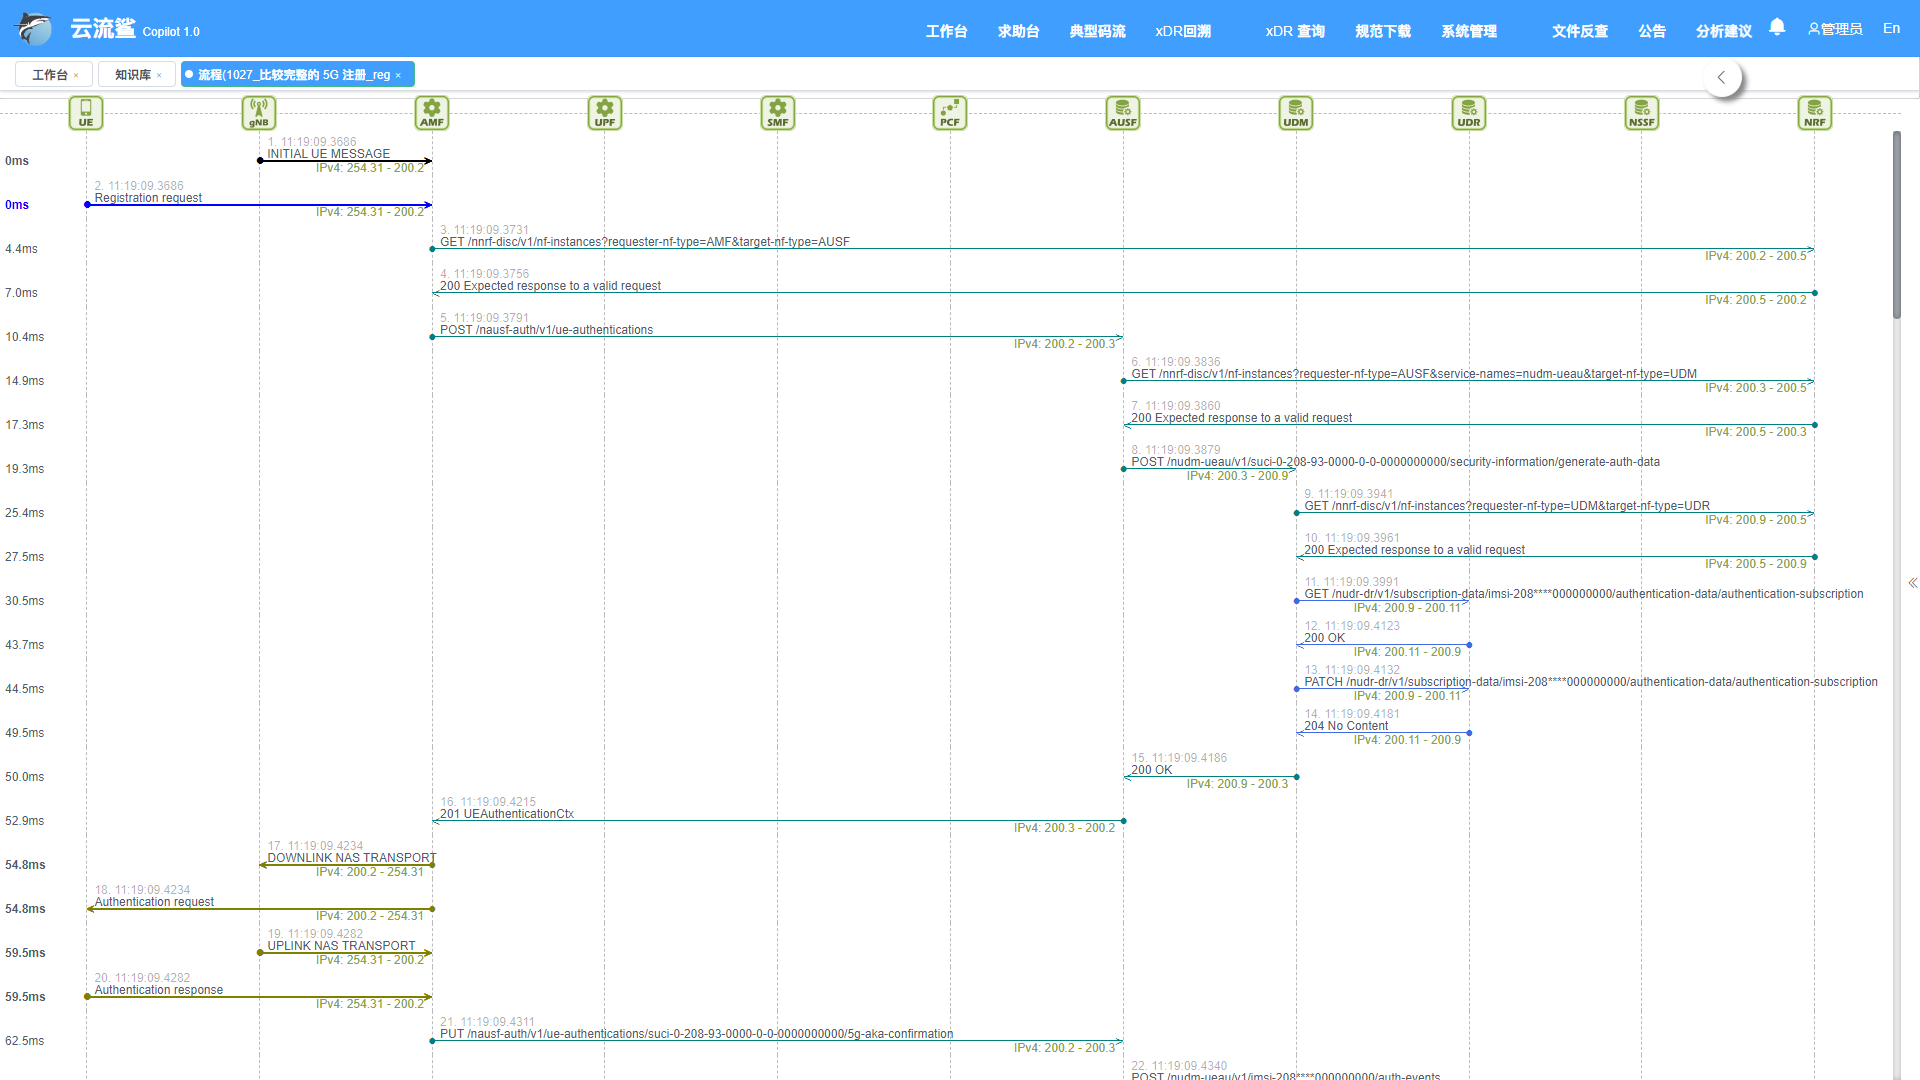 云流鲨 Copilot 1.0 工作台 求助台 典型码流 xDR回溯 xDR 查询 规范下载 系统管理 文件反查 公告 分析建议 管理员 En
工作台 × 知识库 × 流程(1027_比较完整的 5G 注册_reg ×
UE gNB AMF UPF SMF PCF AUSF UDM UDR NSSF NRF
1. 11:19:09.3686
INITIAL UE MESSAGE
0ms
IPv4: 254.31 - 200.2
2. 11:19:09.3686
Registration request
0ms
IPv4: 254.31 - 200.2
3. 11:19:09.3731
GET /nnrf-disc/v1/nf-instances?requester-nf-type=AMF&target-nf-type=AUSF
4.4ms
IPv4: 200.2 - 200.5
4. 11:19:09.3756
200 Expected response to a valid request
7.0ms
IPv4: 200.5 - 200.2
5. 11:19:09.3791
POST /nausf-auth/v1/ue-authentications
10.4ms
IPv4: 200.2 - 200.3
6. 11:19:09.3836
GET /nnrf-disc/v1/nf-instances?requester-nf-type=AUSF&service-names=nudm-ueau&target-nf-type=UDM
14.9ms
IPv4: 200.3 - 200.5
7. 11:19:09.3860
200 Expected response to a valid request
17.3ms
IPv4: 200.5 - 200.3
8. 11:19:09.3879
POST /nudm-ueau/v1/suci-0-208-93-0000-0-0-0000000000/security-information/generate-auth-data
19.3ms
IPv4: 200.3 - 200.9
9. 11:19:09.3941
GET /nnrf-disc/v1/nf-instances?requester-nf-type=UDM&target-nf-type=UDR
25.4ms
IPv4: 200.9 - 200.5
10. 11:19:09.3961
200 Expected response to a valid request
27.5ms
IPv4: 200.5 - 200.9
11. 11:19:09.3991
GET /nudr-dr/v1/subscription-data/imsi-208****000000000/authentication-data/authentication-subscription
30.5ms
IPv4: 200.9 - 200.11
12. 11:19:09.4123
200 OK
43.7ms
IPv4: 200.11 - 200.9
13. 11:19:09.4132
PATCH /nudr-dr/v1/subscription-data/imsi-208****000000000/authentication-data/authentication-subscription
44.5ms
IPv4: 200.9 - 200.11
14. 11:19:09.4181
204 No Content
49.5ms
IPv4: 200.11 - 200.9
15. 11:19:09.4186
200 OK
50.0ms
IPv4: 200.9 - 200.3
16. 11:19:09.4215
201 UEAuthenticationCtx
52.9ms
IPv4: 200.3 - 200.2
17. 11:19:09.4234
DOWNLINK NAS TRANSPORT
54.8ms
IPv4: 200.2 - 254.31
18. 11:19:09.4234
Authentication request
54.8ms
IPv4: 200.2 - 254.31
19. 11:19:09.4282
UPLINK NAS TRANSPORT
59.5ms
IPv4: 254.31 - 200.2
20. 11:19:09.4282
Authentication response
59.5ms
IPv4: 254.31 - 200.2
21. 11:19:09.4311
PUT /nausf-auth/v1/ue-authentications/suci-0-208-93-0000-0-0-0000000000/5g-aka-confirmation
62.5ms
IPv4: 200.2 - 200.3
22. 11:19:09.4340
POST /nudm-ueau/v1/imsi-208****000000000/auth-events